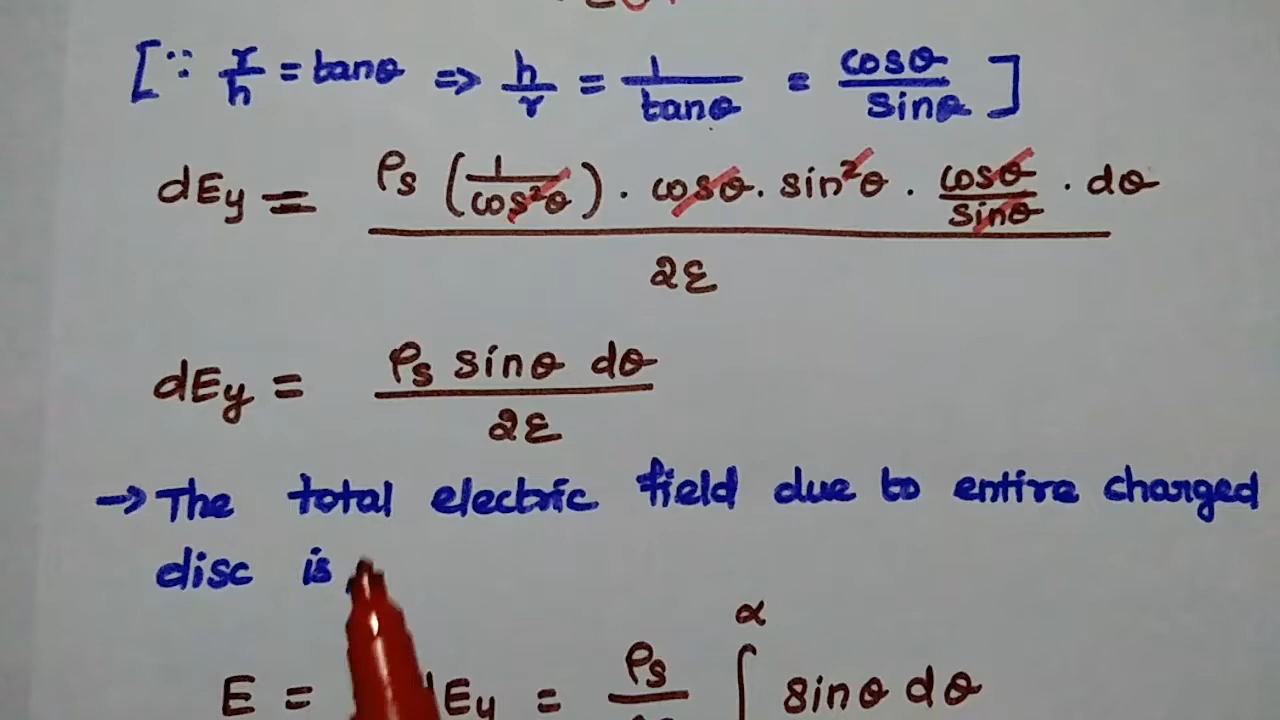 [∵ r/h = tanθ ⇒ h/r = 1/tanθ = cosθ/sinθ]
dEy = ρs (1/cos²θ) · cosθ · sin²θ · cosθ/sinθ · dθ / 2ε
dEy = ρs sinθ dθ / 2ε
→ The total electric field due to entire charged
disc is
E = dEy = ρs ∫ α sinθ dθ